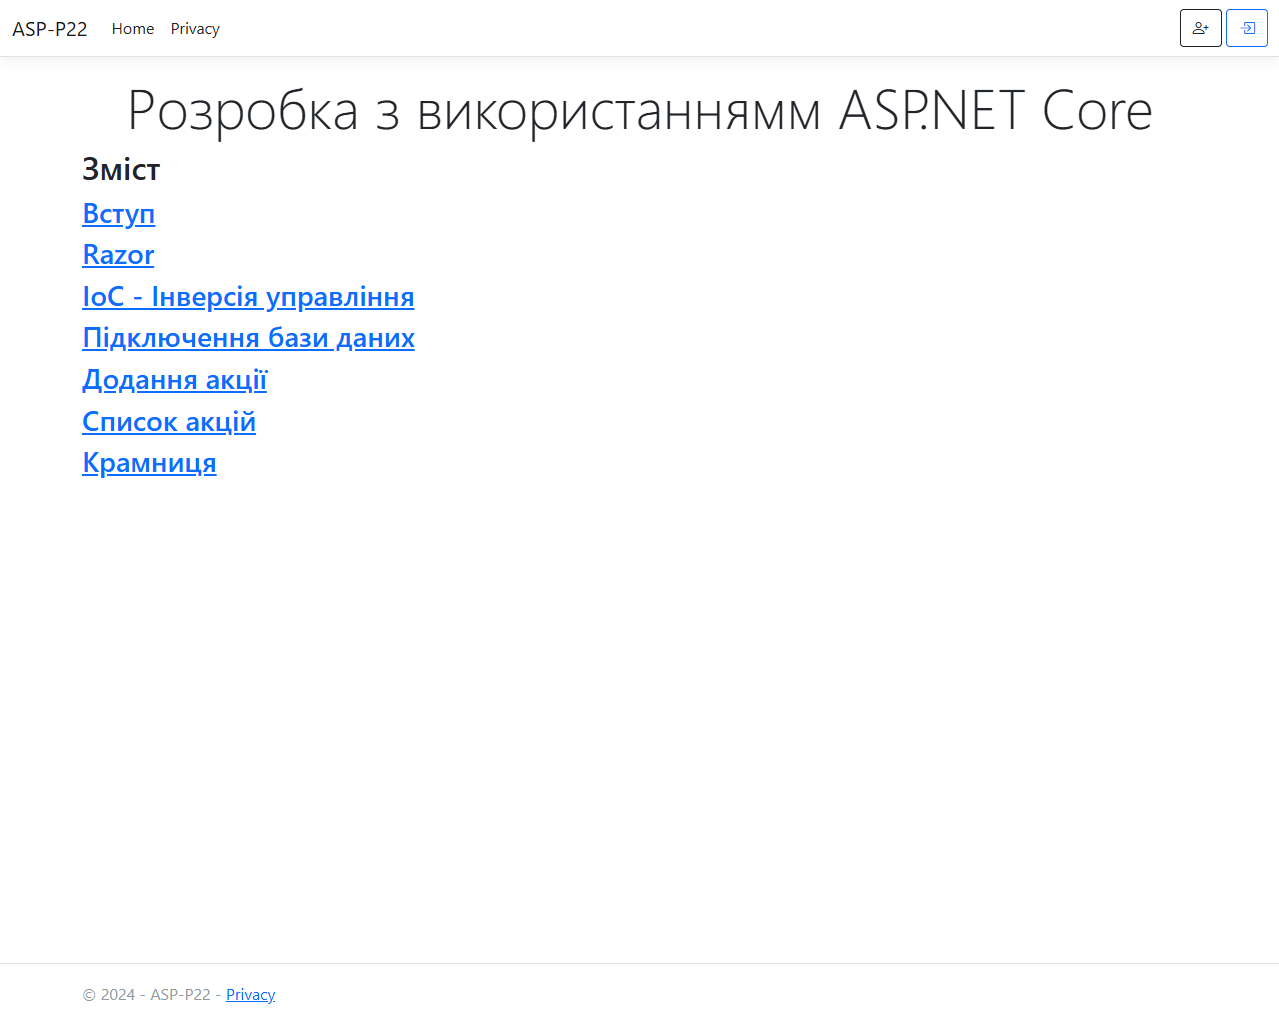 ASP-P22 Home Privacy
Розробка з використаннямм ASP.NET Core
Зміст
Вступ
Razor
IoC - Інверсія управління
Підключення бази даних
Додання акції
Список акцій
Крамниця
© 2024 - ASP-P22 - Privacy